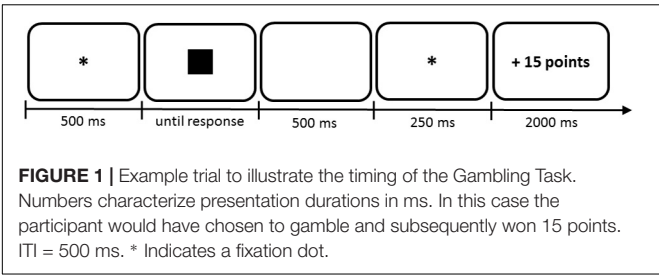 * * + 15 points
500 ms until response 500 ms 250 ms 2000 ms
FIGURE 1 | Example trial to illustrate the timing of the Gambling Task.
Numbers characterize presentation durations in ms. In this case the
participant would have chosen to gamble and subsequently won 15 points.
ITI = 500 ms. * Indicates a fixation dot.